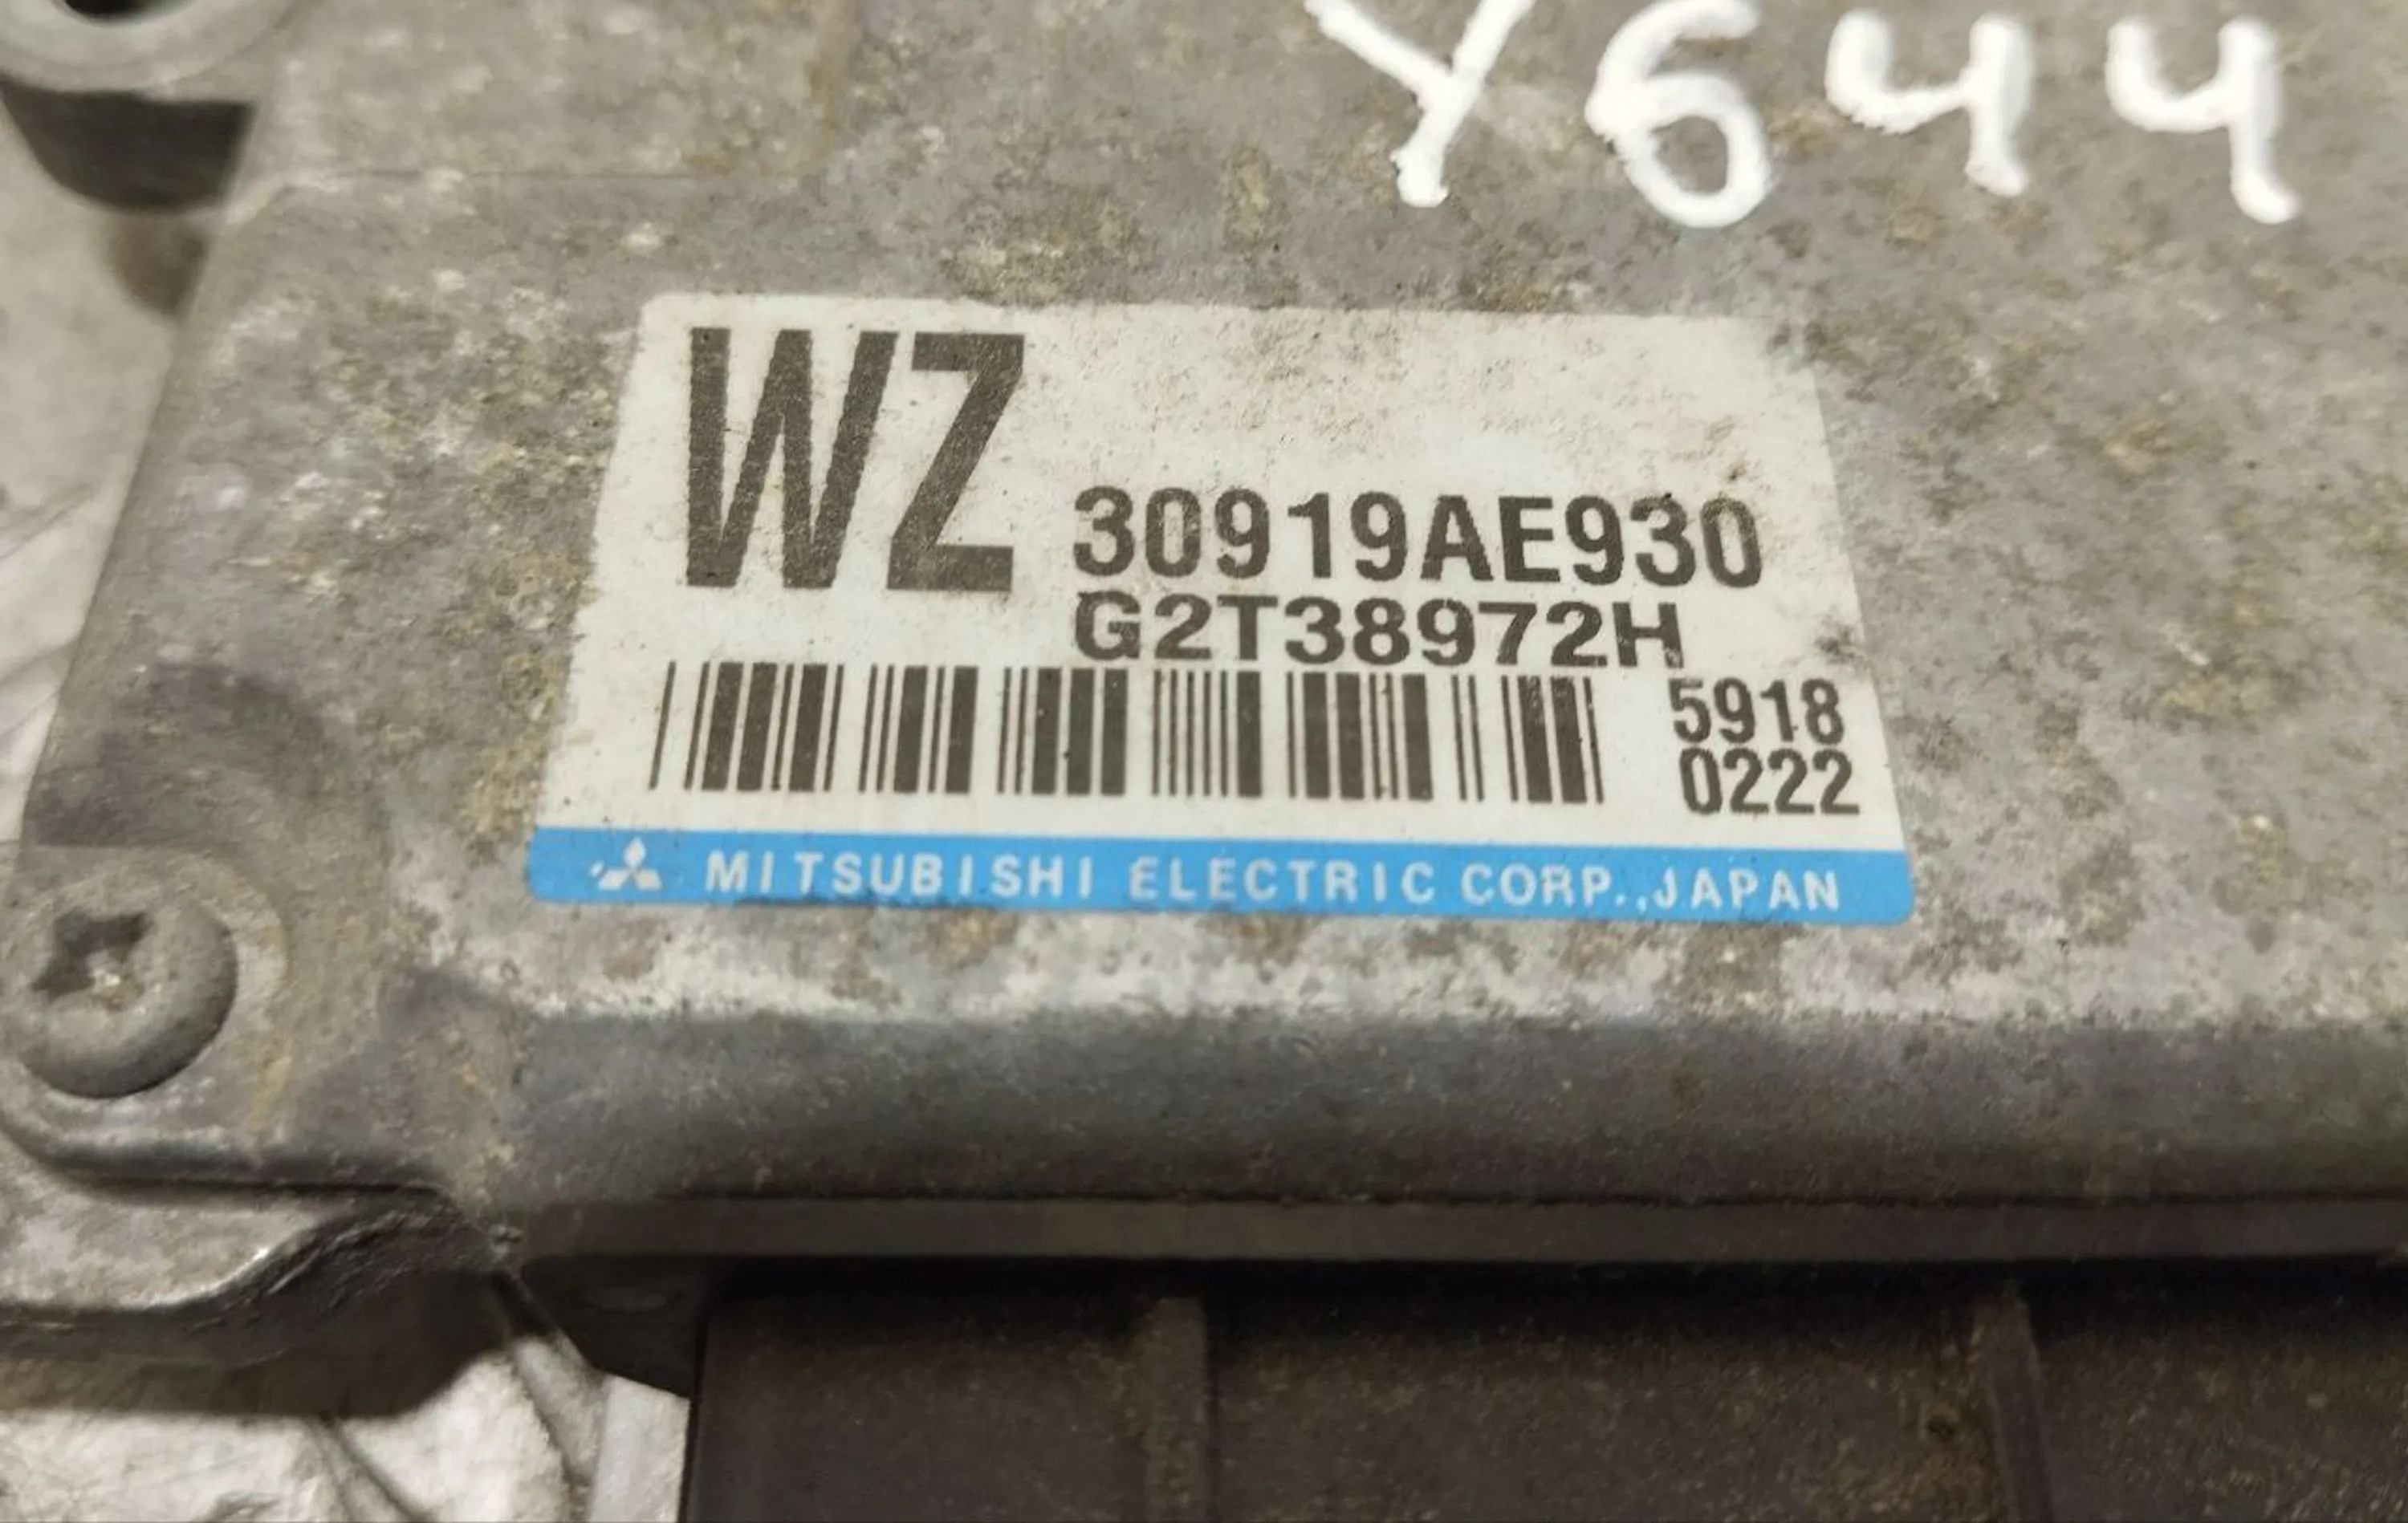 Y644
WZ
30919AE930
G2T38972H
5918
0222
MITSUBISHI ELECTRIC CORP.,JAPAN